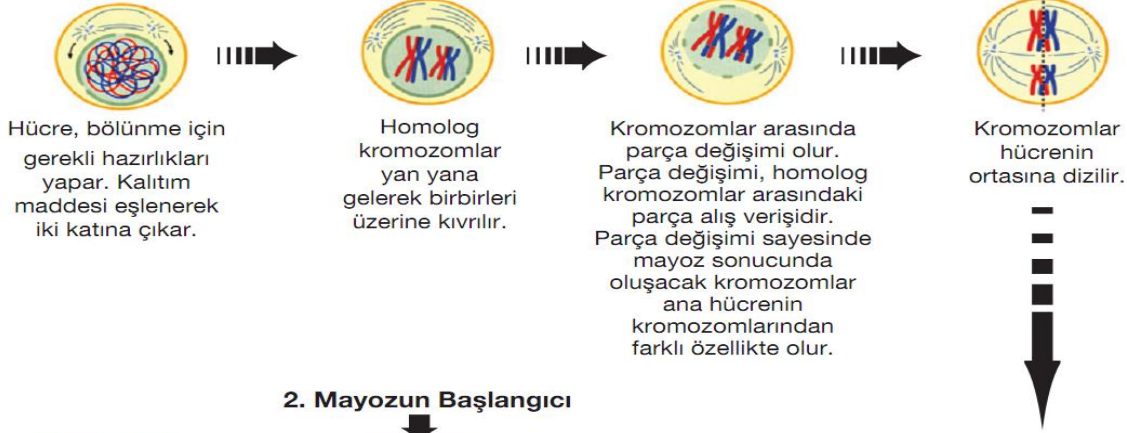 Hücre, bölünme için
gerekli hazırlıkları
yapar. Kalıtım
maddesi eşlenerek
iki katına çıkar.
Homolog
kromozomlar
yan yana
gelerek birbirleri
üzerine kıvrılır.
Kromozomlar arasında
parça değişimi olur.
Parça değişimi, homolog
kromozomlar arasındaki
parça alış verişidir.
Parça değişimi sayesinde
mayoz sonucunda
oluşacak kromozomlar
ana hücrenin
kromozomlarından
farklı özellikte olur.
Kromozomlar
hücrenin
ortasına dizilir.
2. Mayozun Başlangıcı